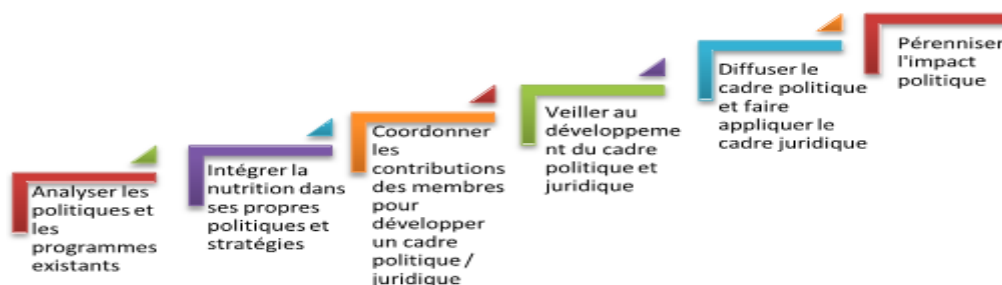 Analyser les
politiques et
les
programmes
existants
Intégrer la
nutrition dans
ses propres
politiques et
stratégies
Coordonner
les
contributions
des membres
pour
développer
un cadre
politique /
juridique
Veiller au
développeme
nt du cadre
politique et
juridique
Diffuser le
cadre politique
et faire
appliquer le
cadre juridique
Pérenniser
l'impact
politique